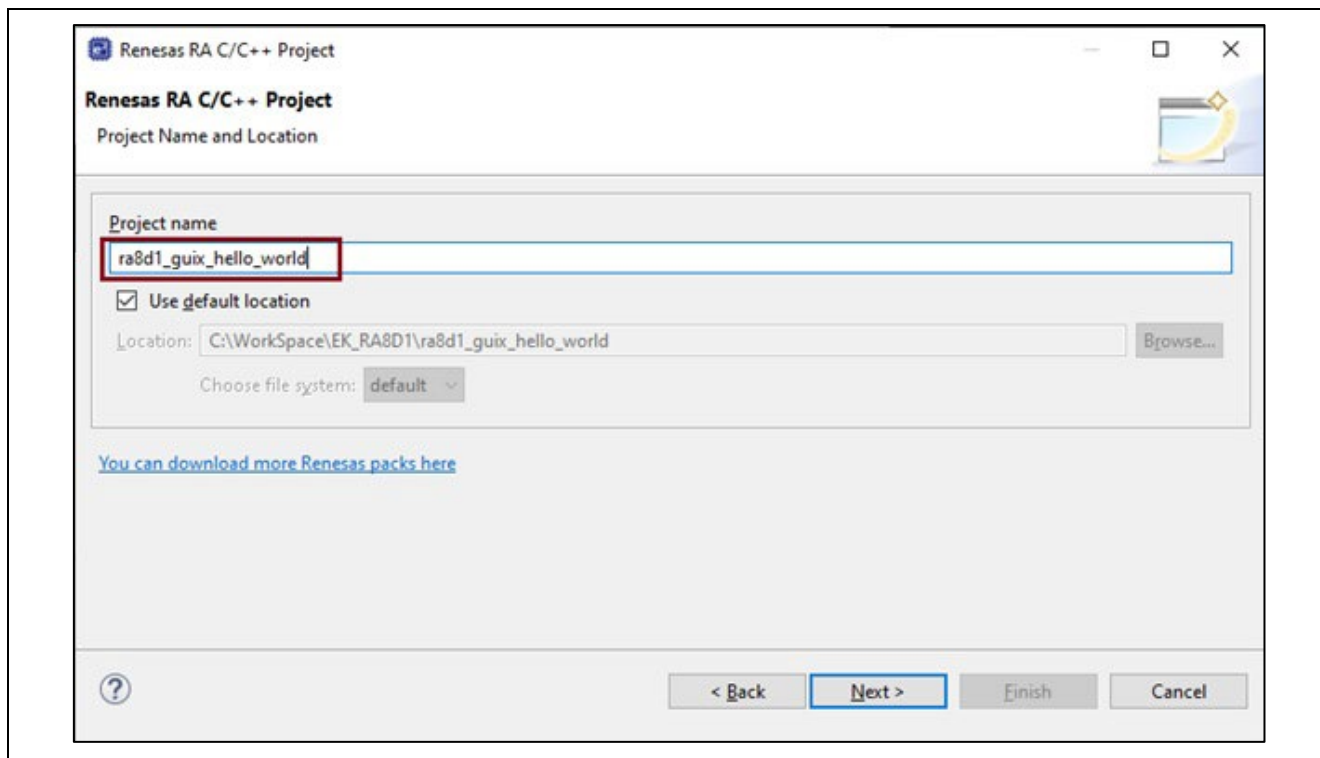 Renesas RA C/C++ Project
Renesas RA C/C++ Project
Project Name and Location
Project name
ra8d1_guix_hello_world
Use default location
Location: C:\WorkSpace\EK_RA8D1\ra8d1_guix_hello_world Browse...
Choose file system: default
You can download more Renesas packs here
? < Back Next > Finish Cancel